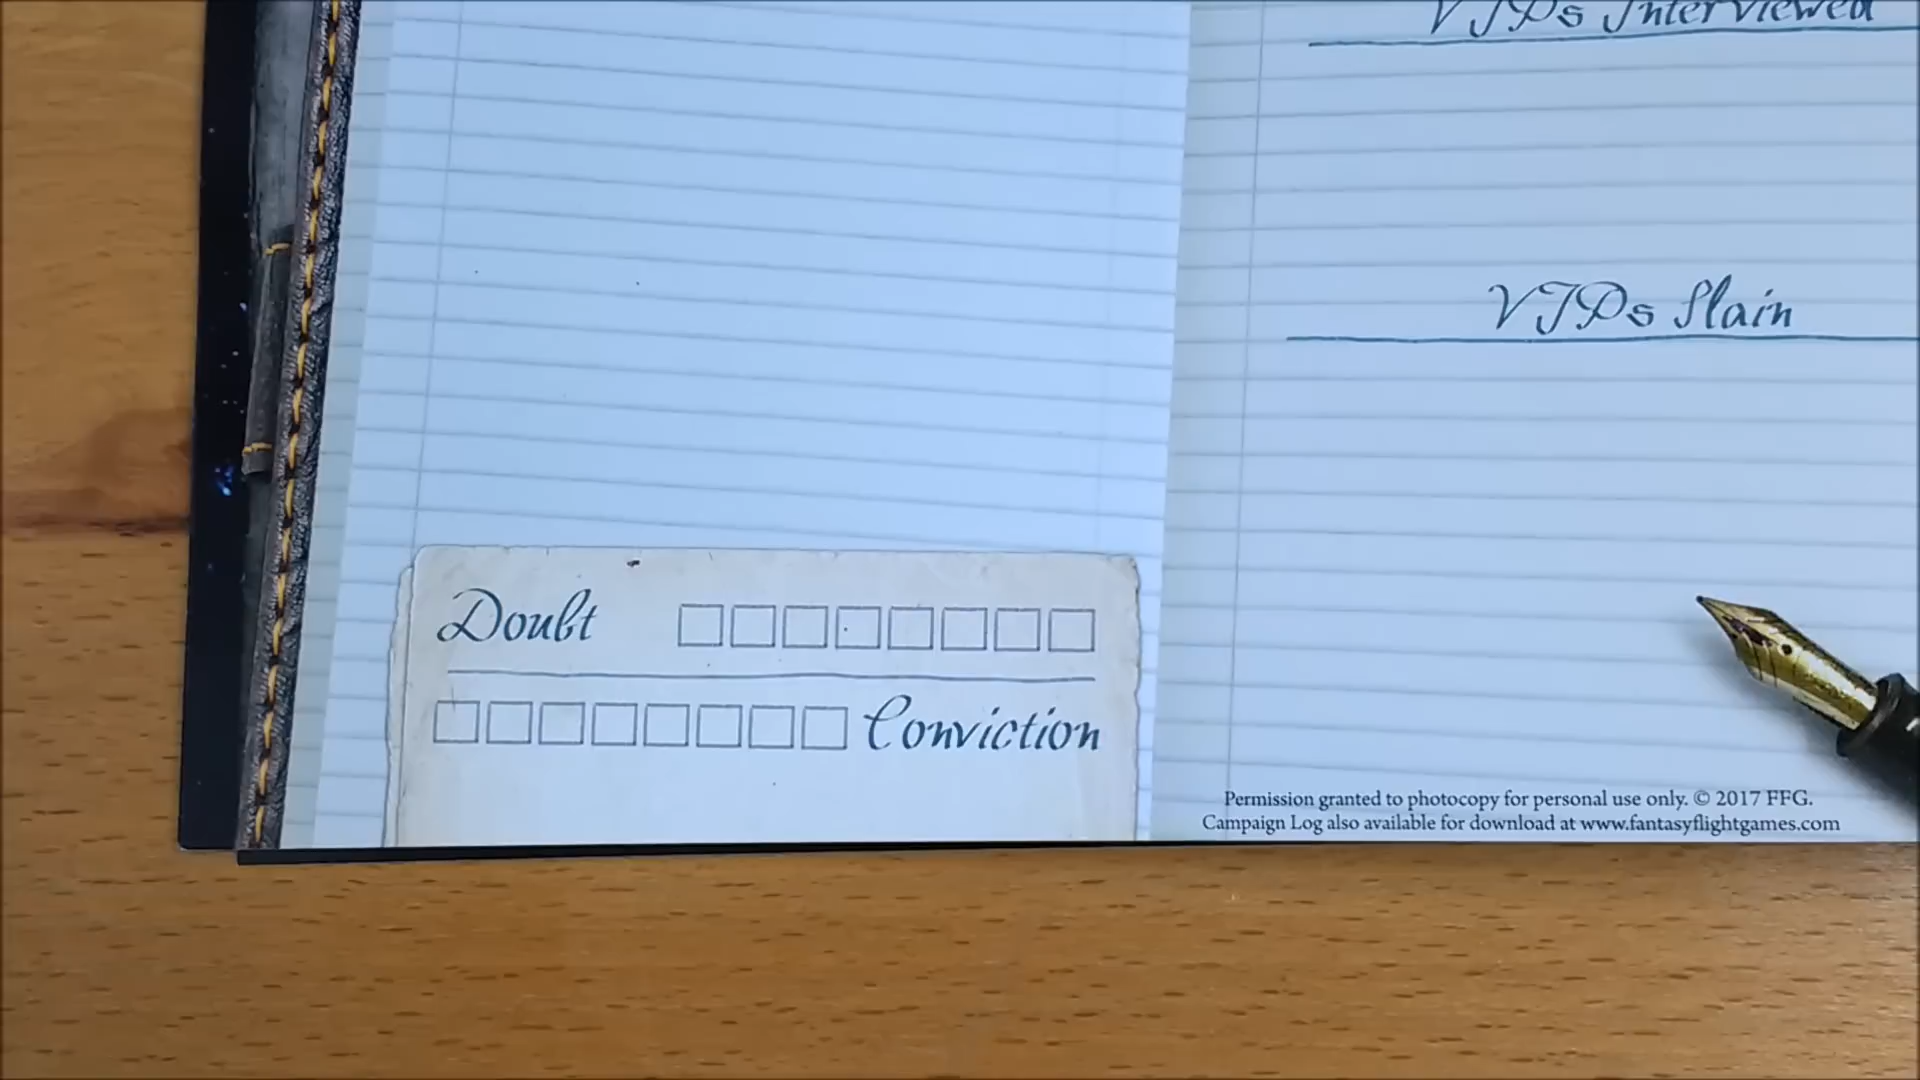 VIPs Interviewed
VIPs Slain
Doubt
Conviction
Permission granted to photocopy for personal use only. © 2017 FFG.
Campaign Log also available for download at www.fantasyflightgames.com